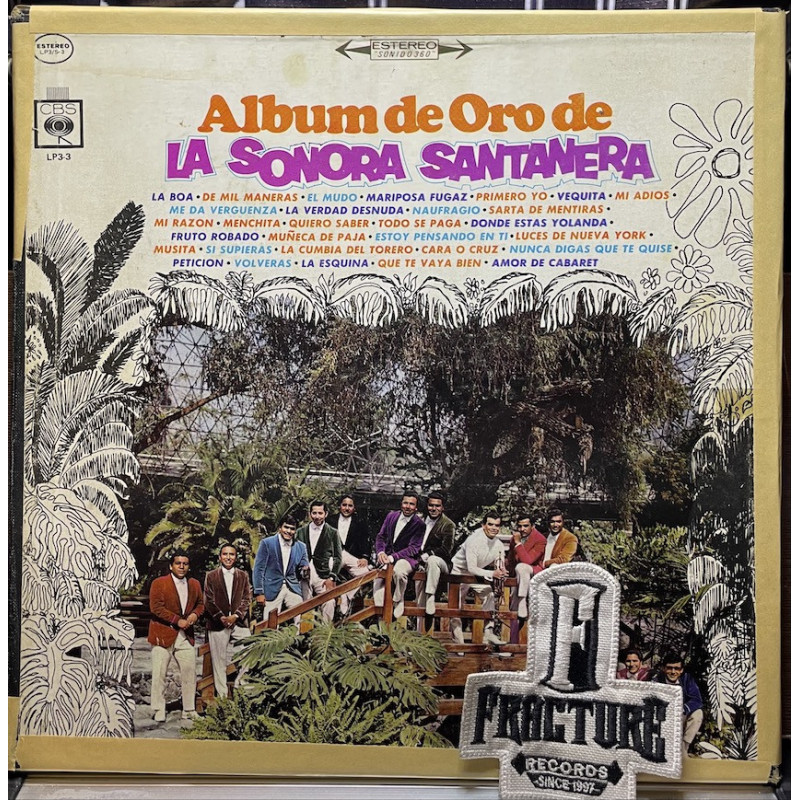 ESTEREO
LP3/S-3
ESTEREO
"SONIDO 360"
CBS
LP3-3
Album de Oro de
LA SONORA SANTANERA
LA BOA • DE MIL MANERAS • EL MUDO • MARIPOSA FUGAZ • PRIMERO YO • VEQUITA • MI ADIOS •
ME DA VERGUENZA • LA VERDAD DESNUDA • NAUFRAGIO • SARTA DE MENTIRAS •
MI RAZON • MENCHITA • QUIERO SABER • TODO SE PAGA • DONDE ESTAS YOLANDA •
FRUTO ROBADO • MUÑECA DE PAJA • ESTOY PENSANDO EN TI • LUCES DE NUEVA YORK •
MUSITA • SI SUPIERAS • LA CUMBIA DEL TORERO • CARA O CRUZ • NUNCA DIGAS QUE TE QUISE •
PETICION • VOLVERAS • LA ESQUINA • QUE TE VAYA BIEN • AMOR DE CABARET
FRACTURE
RECORDS
-SINCE 1997-